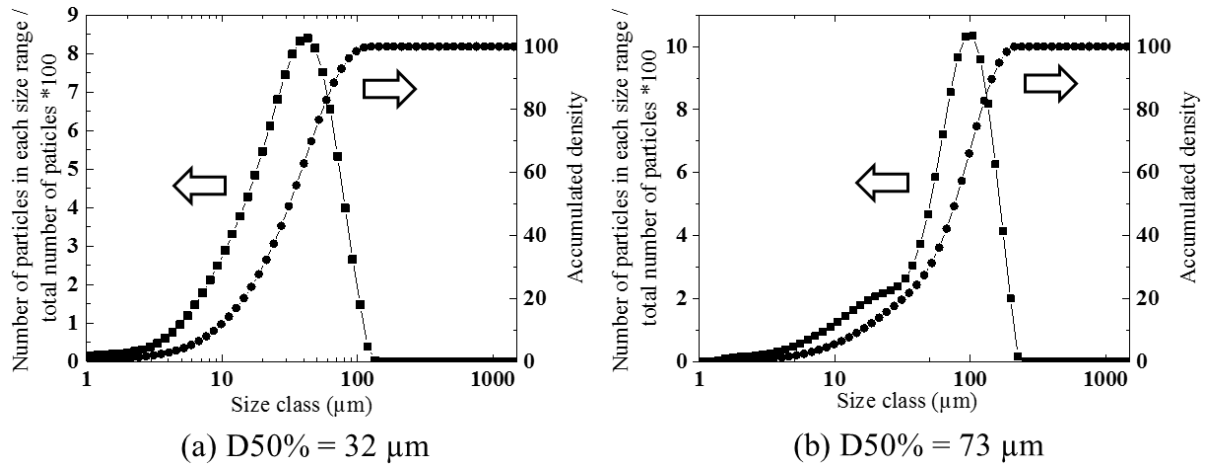 Number of particles in each size range /
total number of paticles *100
9
8
7
6
5
4
3
2
1
0
100
80
60
40
20
0
Accumulated density
1 10 100 1000
Size class (µm)
(a) D50% = 32 µm
Number of particles in each size range /
total number of particles *100
10
8
6
4
2
0
100
80
60
40
20
0
Accumulated density
1 10 100 1000
Size class (µm)
(b) D50% = 73 µm